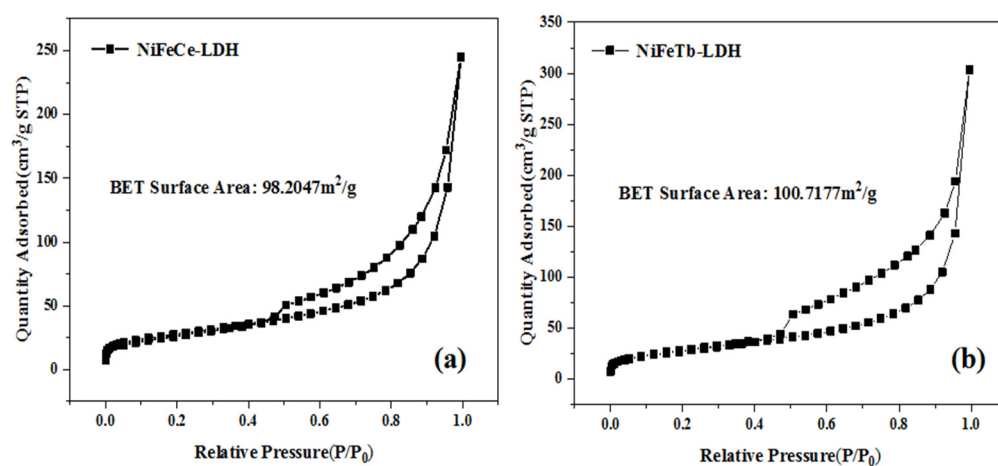 NiFeCe-LDH
BET Surface Area: 98.2047m²/g
(a)
Quantity Adsorbed(cm³/g STP)
250
200
150
100
50
0
0.0 0.2 0.4 0.6 0.8 1.0
Relative Pressure(P/P₀)
NiFeTb-LDH
BET Surface Area: 100.7177m²/g
(b)
Quantity Adsorbed(cm³/g STP)
350
300
250
200
150
100
50
0
0.0 0.2 0.4 0.6 0.8 1.0
Relative Pressure(P/P₀)